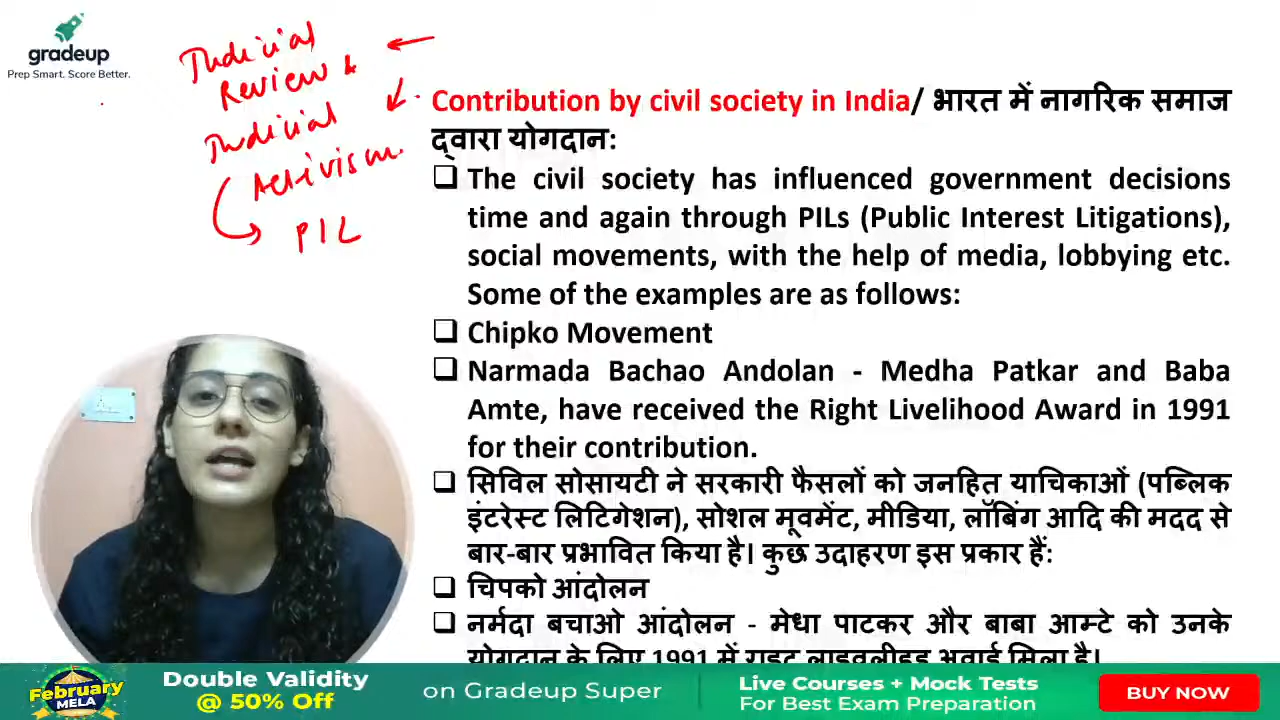 gradeup
Prep Smart. Score Better.
Judicial
Review &
Judicial
Activism.
PIL
Contribution by civil society in India/ भारत में नागरिक समाज
द्वारा योगदान:
❑ The civil society has influenced government decisions
time and again through PILs (Public Interest Litigations),
social movements, with the help of media, lobbying etc.
Some of the examples are as follows:
❑ Chipko Movement
❑ Narmada Bachao Andolan - Medha Patkar and Baba
Amte, have received the Right Livelihood Award in 1991
for their contribution.
❑ सिविल सोसायटी ने सरकारी फैसलों को जनहित याचिकाओं (पब्लिक
इंटरेस्ट लिटिगेशन), सोशल मूवमेंट, मीडिया, लॉबिंग आदि की मदद से
बार-बार प्रभावित किया है। कुछ उदाहरण इस प्रकार हैं:
❑ चिपको आंदोलन
❑ नर्मदा बचाओ आंदोलन - मेधा पाटकर और बाबा आम्टे को उनके
योगदान के लिए 1991 में राइट लाइवलीहुड अवार्ड मिला है।
February
MELA
Double Validity
@ 50% Off
on Gradeup Super
Live Courses + Mock Tests
For Best Exam Preparation
BUY NOW